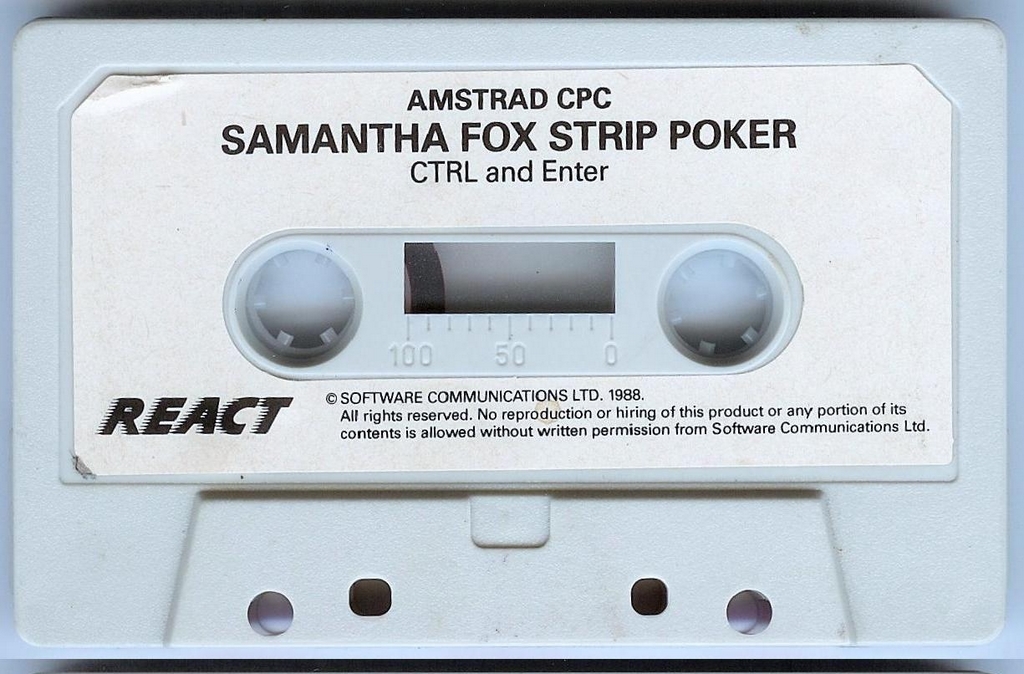 AMSTRAD CPC
SAMANTHA FOX STRIP POKER
CTRL and Enter
100 50 0
REACT
© SOFTWARE COMMUNICATIONS LTD. 1988.
All rights reserved. No reproduction or hiring of this product or any portion of its
contents is allowed without written permission from Software Communications Ltd.